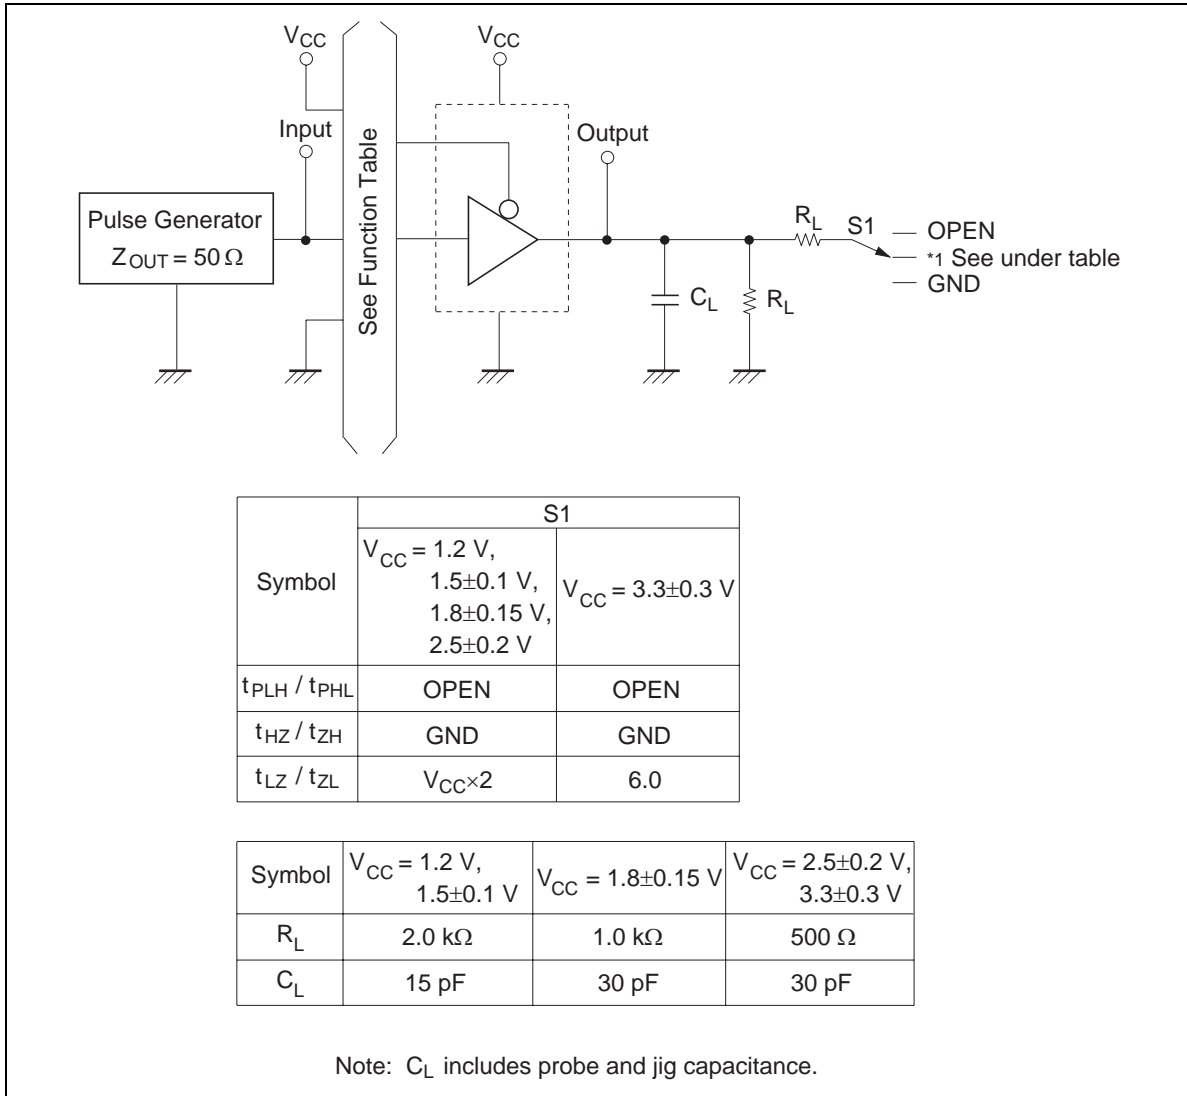 VCC
VCC
Input
Output
See Function Table
Pulse Generator
ZOUT = 50 Ω
RL
S1
OPEN
*1 See under table
GND
CL
RL
Symbol
S1
VCC = 1.2 V,
1.5±0.1 V,
1.8±0.15 V,
2.5±0.2 V
VCC = 3.3±0.3 V
tPLH / tPHL OPEN OPEN
tHZ / tZH GND GND
tLZ / tZL VCC×2 6.0
Symbol
VCC = 1.2 V,
1.5±0.1 V
VCC = 1.8±0.15 V
VCC = 2.5±0.2 V,
3.3±0.3 V
RL 2.0 kΩ 1.0 kΩ 500 Ω
CL 15 pF 30 pF 30 pF
Note: CL includes probe and jig capacitance.